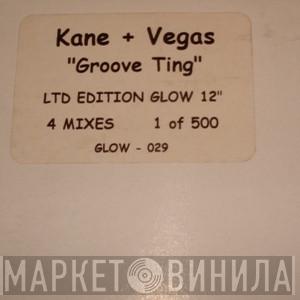 Kane + Vegas
"Groove Ting"
LTD EDITION GLOW 12"
4 MIXES 1 of 500
GLOW - 029
МАРКЕТ ВИНИЛА